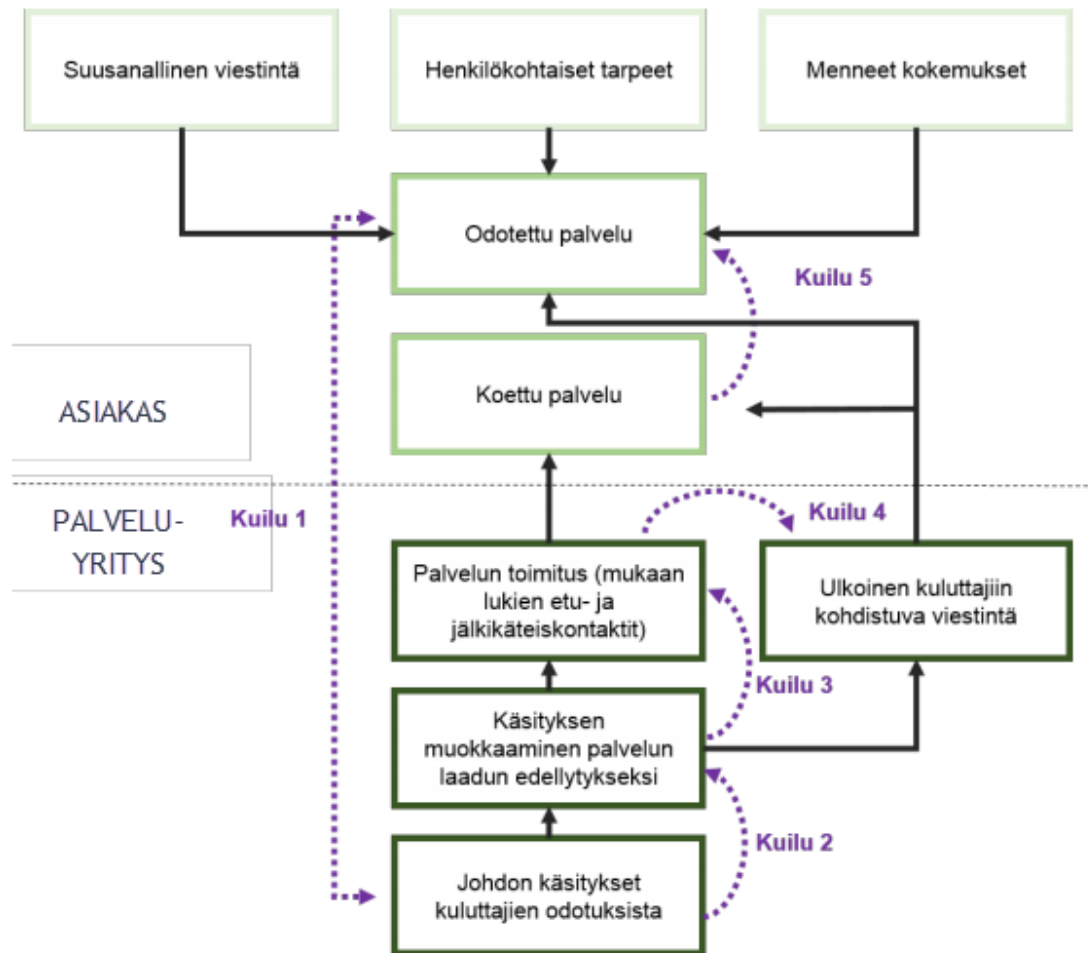 Suusanallinen viestintä
Henkilökohtaiset tarpeet
Menneet kokemukset
Odotettu palvelu
Kuilu 5
Koettu palvelu
ASIAKAS
PALVELU-
YRITYS
Kuilu 1
Kuilu 4
Palvelun toimitus (mukaan
lukien etu- ja
jälkikäteiskontaktit)
Ulkoinen kuluttajiin
kohdistuva viestintä
Kuilu 3
Käsityksen
muokkaaminen palvelun
laadun edellytykseksi
Kuilu 2
Johdon käsitykset
kuluttajien odotuksista